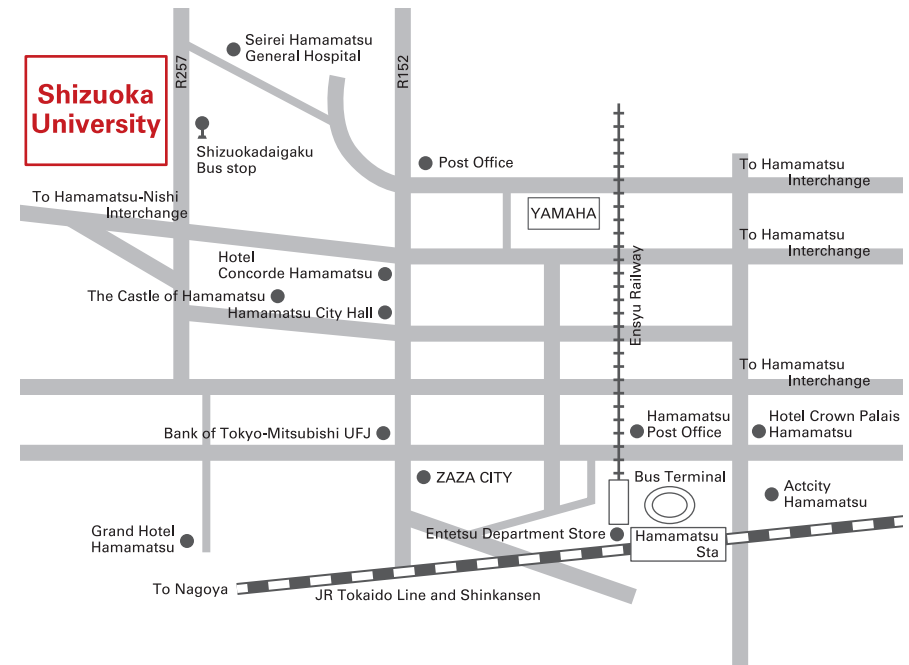 Seirei Hamamatsu
General Hospital
R257
R152
Shizuoka
University
Shizuokadaigaku
Bus stop
Post Office
To Hamamatsu
Interchange
To Hamamatsu-Nishi
Interchange
YAMAHA
To Hamamatsu
Interchange
Hotel
Concorde Hamamatsu
Ensyu Railway
The Castle of Hamamatsu
Hamamatsu City Hall
To Hamamatsu
Interchange
Hamamatsu
Post Office
Hotel Crown Palais
Hamamatsu
Bank of Tokyo-Mitsubishi UFJ
ZAZA CITY
Bus Terminal
Actcity
Hamamatsu
Grand Hotel
Hamamatsu
Entetsu Department Store
Hamamatsu
Sta
To Nagoya
JR Tokaido Line and Shinkansen